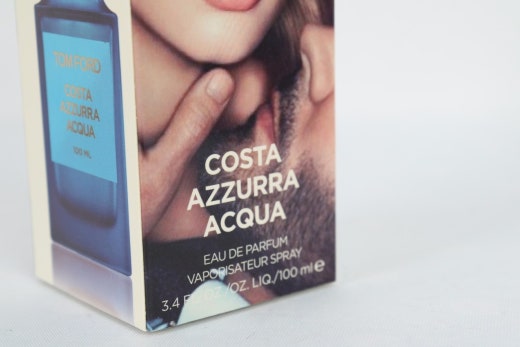 TOM FORD
COSTA
AZZURRA
ACQUA
100 ML
COSTA
AZZURRA
ACQUA
EAU DE PARFUM
VAPORISATEUR SPRAY
3.4 FL.OZ./OZ. LIQ./100 ml e